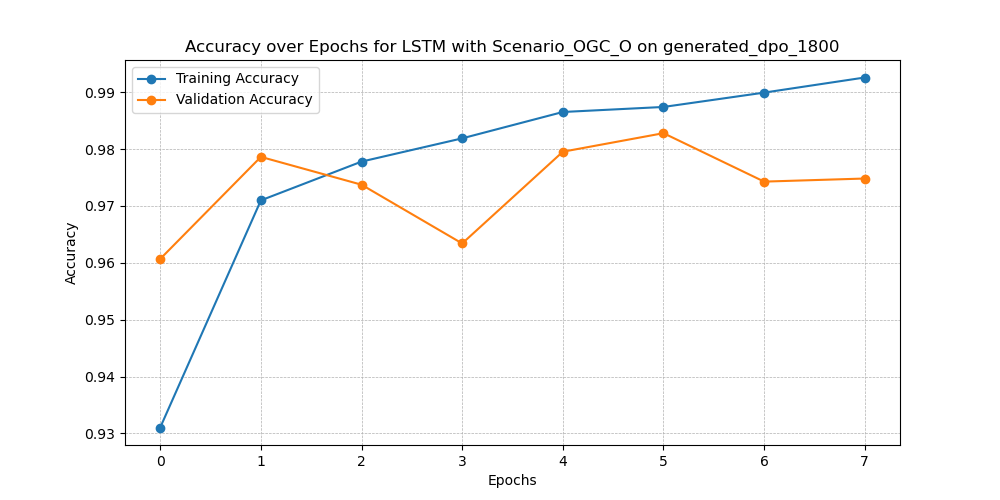 Accuracy over Epochs for LSTM with Scenario_OGC_O on generated_dpo_1800
Training Accuracy
Validation Accuracy
Accuracy
0.99
0.98
0.97
0.96
0.95
0.94
0.93
0 1 2 3 4 5 6 7
Epochs